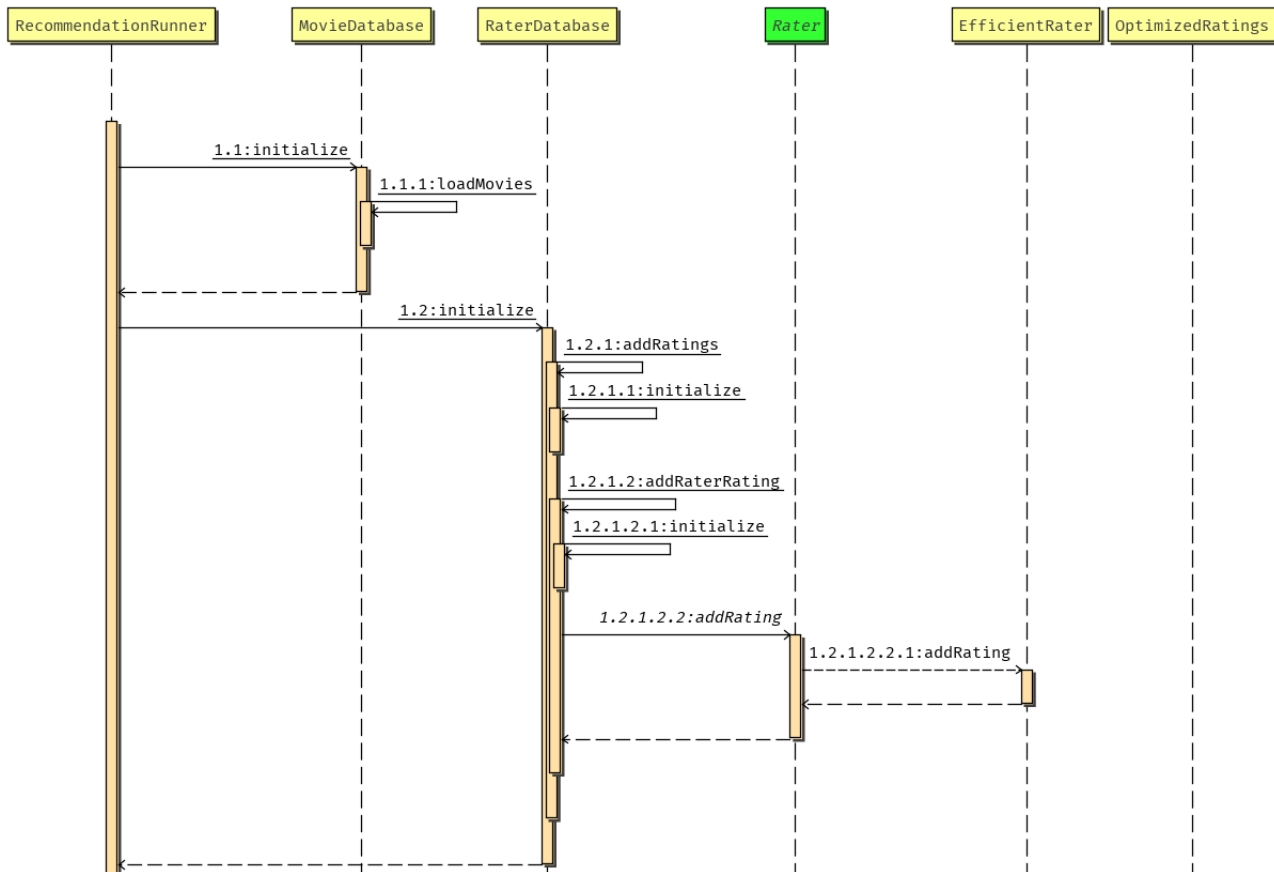 RecommendationRunner
MovieDatabase
RaterDatabase
Rater
EfficientRater
OptimizedRatings
1.1:initialize
1.1.1:loadMovies
1.2:initialize
1.2.1:addRatings
1.2.1.1:initialize
1.2.1.2:addRaterRating
1.2.1.2.1:initialize
1.2.1.2.2:addRating
1.2.1.2.2.1:addRating